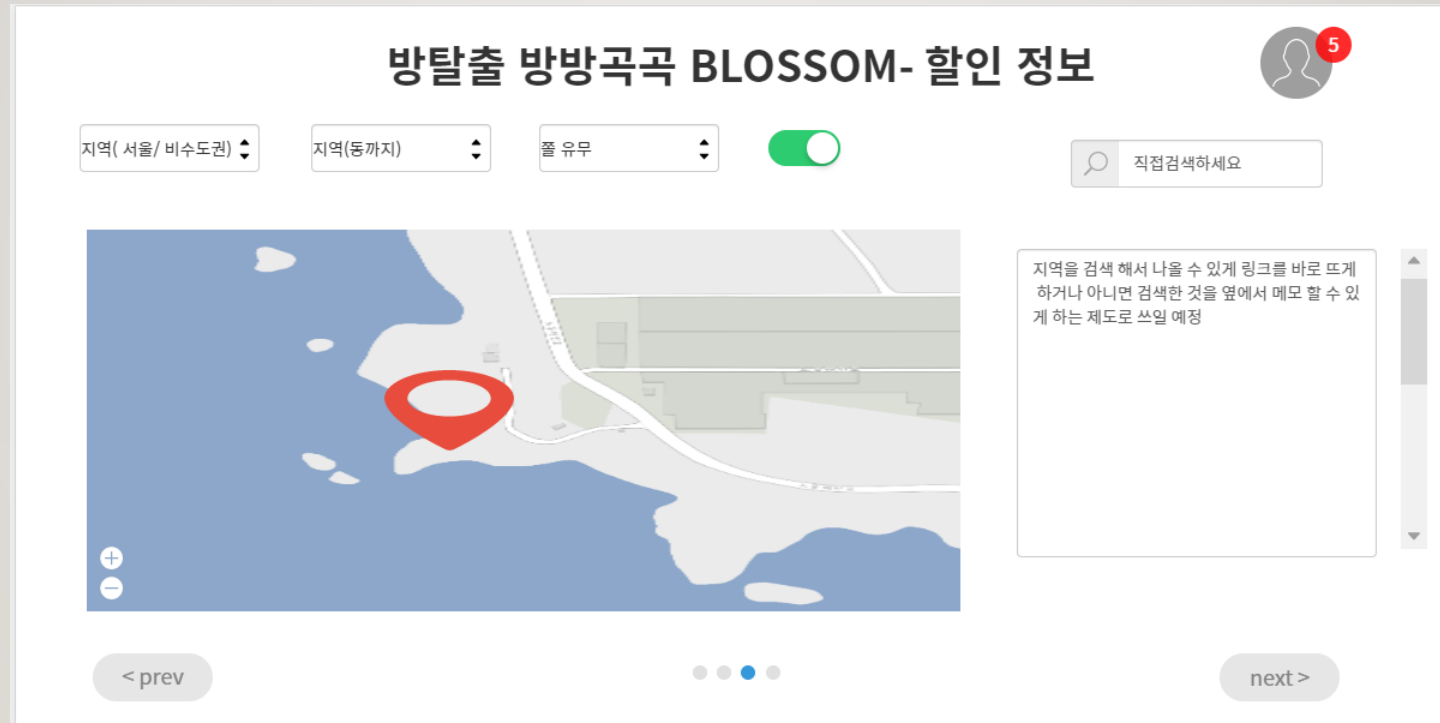 방탈출 방방곡곡 BLOSSOM- 할인 정보
5
지역( 서울/ 비수도권)
지역(동까지)
쫄 유무
직접검색하세요
지역을 검색 해서 나올 수 있게 링크를 바로 뜨게
하거나 아니면 검색한 것을 옆에서 메모 할 수 있
게 하는 제도로 쓰일 예정
< prev
next >